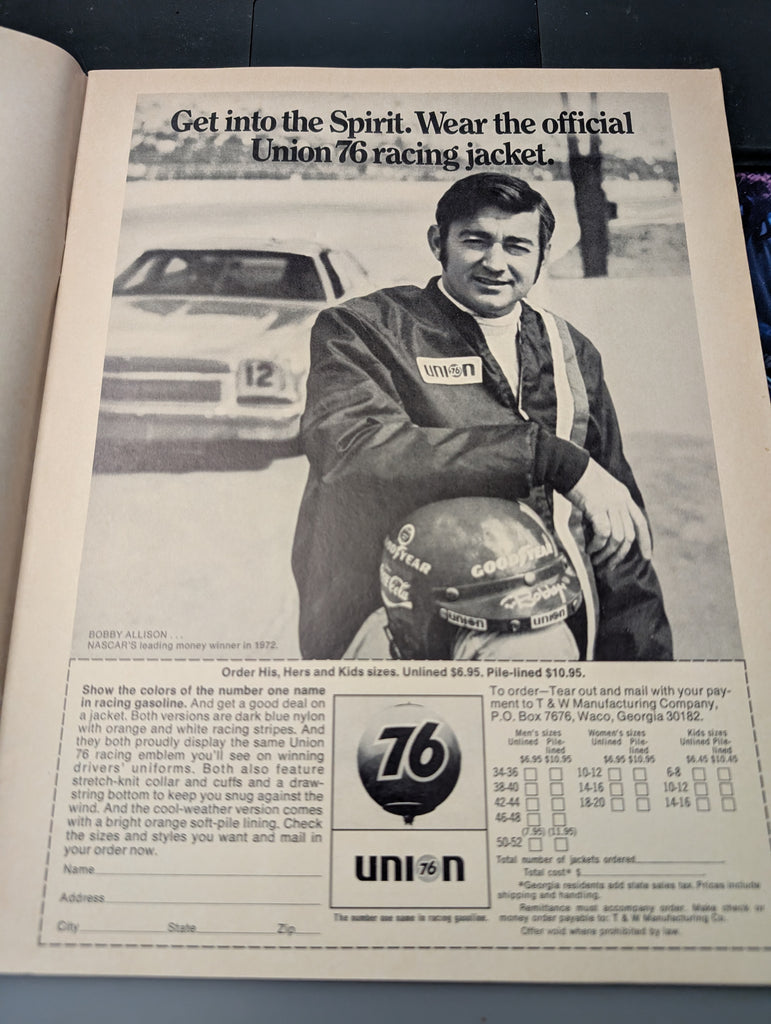 Get into the Spirit. Wear the official
Union 76 racing jacket.
12
UNI76N
GOODYEAR
GOODYEAR
Coca-Cola
Bobby
UNI76N
UNION
BOBBY ALLISON . . .
NASCAR'S leading money winner in 1972.
Order His, Hers and Kids sizes. Unlined $6.95. Pile-lined $10.95.
Show the colors of the number one name
in racing gasoline. And get a good deal on
a jacket. Both versions are dark blue nylon
with orange and white racing stripes. And
they both proudly display the same Union
76 racing emblem you'll see on winning
drivers' uniforms. Both also feature
stretch-knit collar and cuffs and a draw-
string bottom to keep you snug against the
wind. And the cool-weather version comes
with a bright orange soft-pile lining. Check
the sizes and styles you want and mail in
your order now.
Name
Address
City State Zip
76
UNI76N
The number one name in racing gasoline.
To order—Tear out and mail with your pay-
ment to T & W Manufacturing Company,
P.O. Box 7676, Waco, Georgia 30182.
Men's sizes Women's sizes Kids sizes
Unlined Pile-lined Unlined Pile-lined Unlined Pile-lined
$6.95 $10.95 $6.95 $10.95 $6.45 $10.45
34-36 10-12 6-8
38-40 14-16 10-12
42-44 18-20 14-16
46-48
(7.95) (11.95)
50-52
Total number of jackets ordered
Total cost* $
*Georgia residents add state sales tax. Prices include
shipping and handling.
Remittance must accompany order. Make check or
money order payable to: T & W Manufacturing Co.
Offer void where prohibited by law.